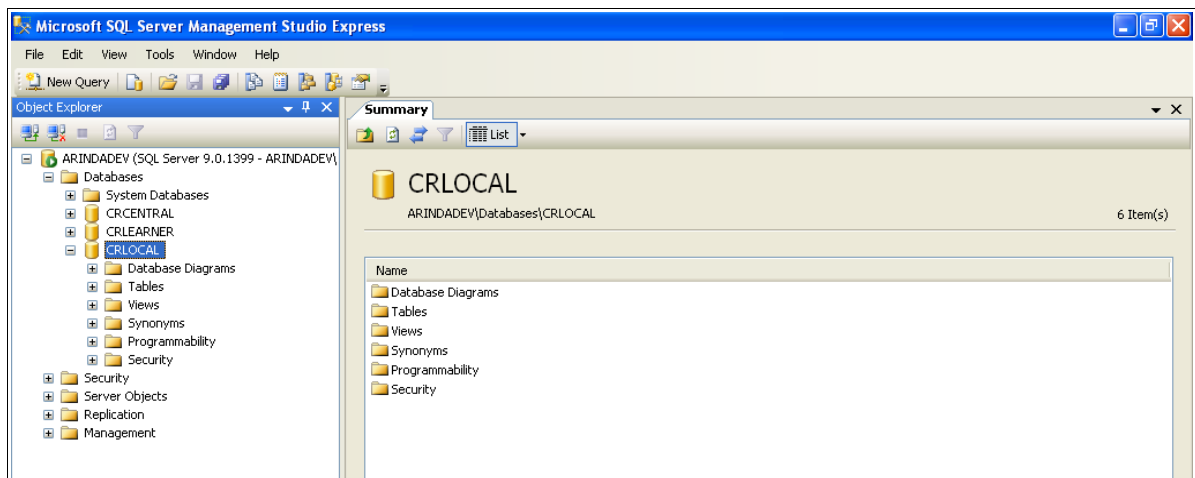 Microsoft SQL Server Management Studio Express
File Edit View Tools Window Help
New Query
Object Explorer
ARINDADEV (SQL Server 9.0.1399 - ARINDADEV\
Databases
System Databases
CRCENTRAL
CRLEARNER
CRLOCAL
Database Diagrams
Tables
Views
Synonyms
Programmability
Security
Security
Server Objects
Replication
Management
Summary
List
CRLOCAL
ARINDADEV\Databases\CRLOCAL 6 Item(s)
Name
Database Diagrams
Tables
Views
Synonyms
Programmability
Security